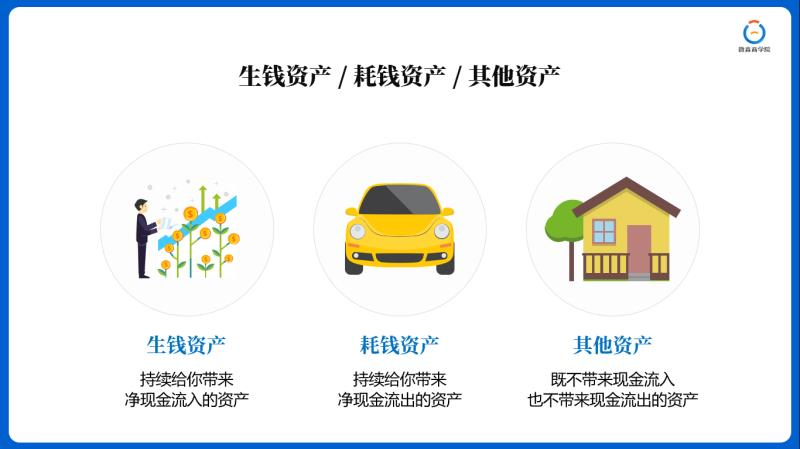 生钱资产 / 耗钱资产 / 其他资产
生钱资产
持续给你带来
净现金流入的资产
耗钱资产
持续给你带来
净现金流出的资产
其他资产
既不带来现金流入
也不带来现金流出的资产